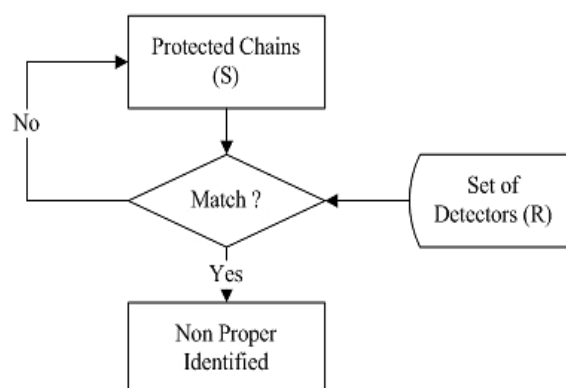 Protected Chains
(S)
No
Match ?
Set of
Detectors (R)
Yes
Non Proper
Identified